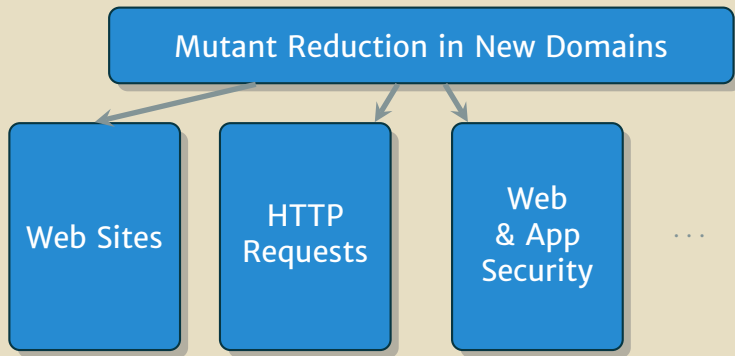 Mutant Reduction in New Domains
Web Sites
HTTP
Requests
Web
& App
Security
...